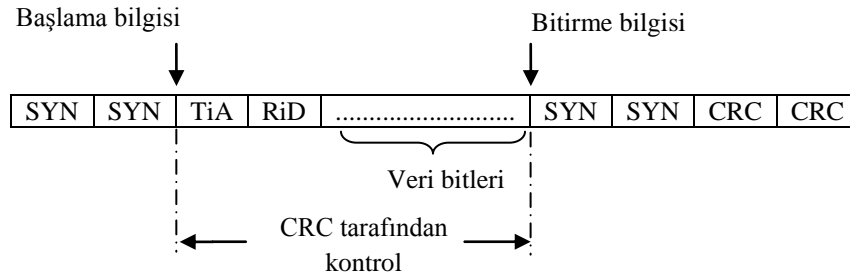 Başlama bilgisi
Bitirme bilgisi
SYN SYN TiA RiD ........................... SYN SYN CRC CRC
Veri bitleri
CRC tarafından
kontrol